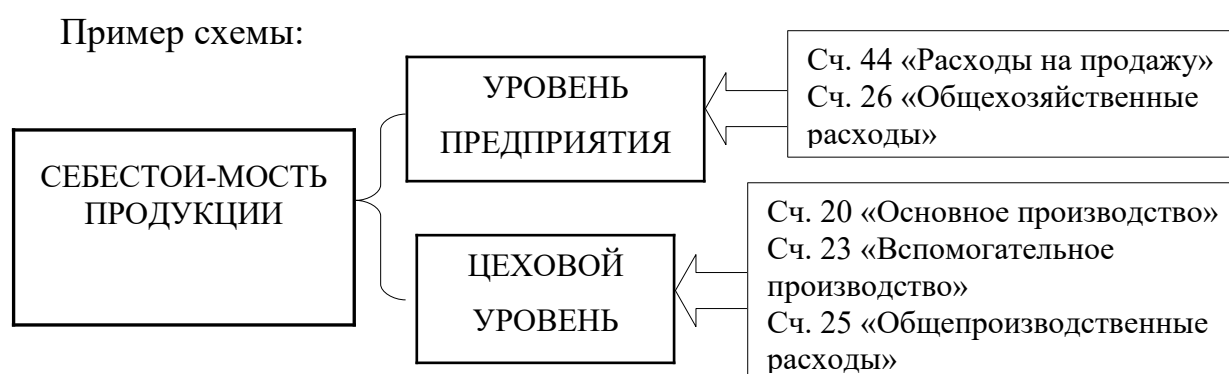 Пример схемы:
СЕБЕСТОИ-МОСТЬ
ПРОДУКЦИИ
УРОВЕНЬ
ПРЕДПРИЯТИЯ
Сч. 44 «Расходы на продажу»
Сч. 26 «Общехозяйственные
расходы»
ЦЕХОВОЙ
УРОВЕНЬ
Сч. 20 «Основное производство»
Сч. 23 «Вспомогательное
производство»
Сч. 25 «Общепроизводственные
расходы»